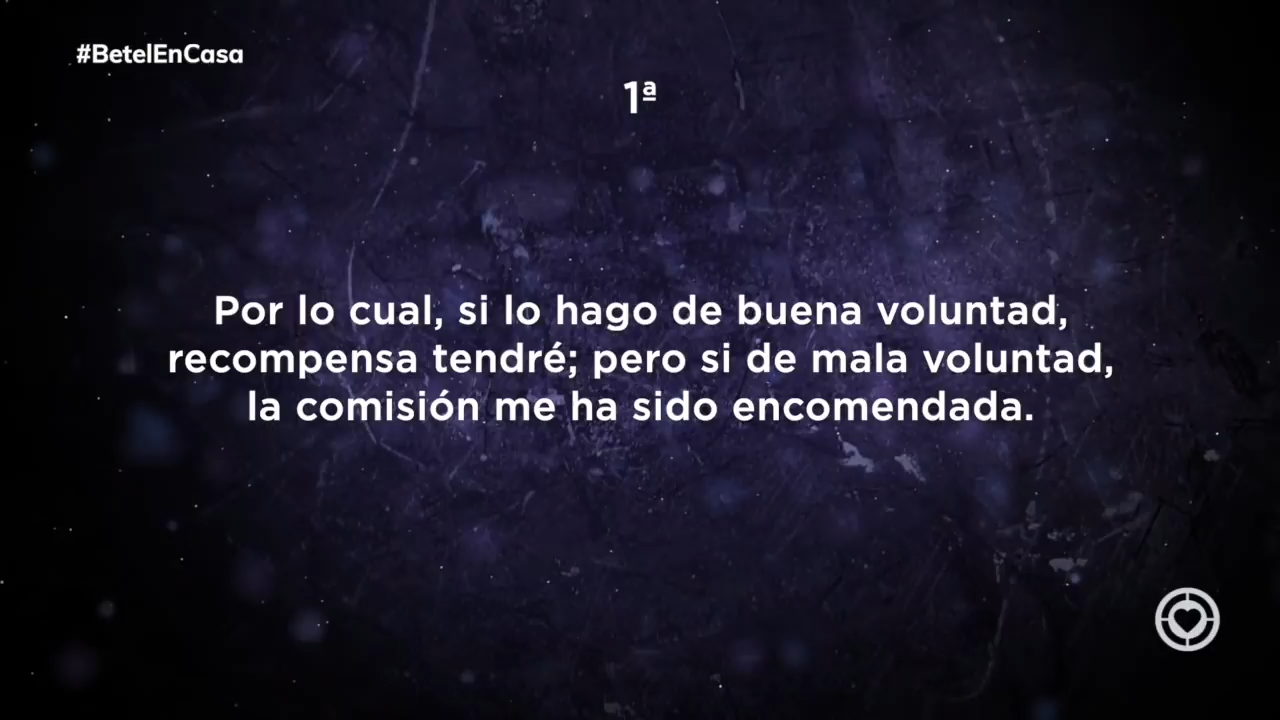 #BetelEnCasa
1ª
Por lo cual, si lo hago de buena voluntad,
recompensa tendré; pero si de mala voluntad,
la comisión me ha sido encomendada.